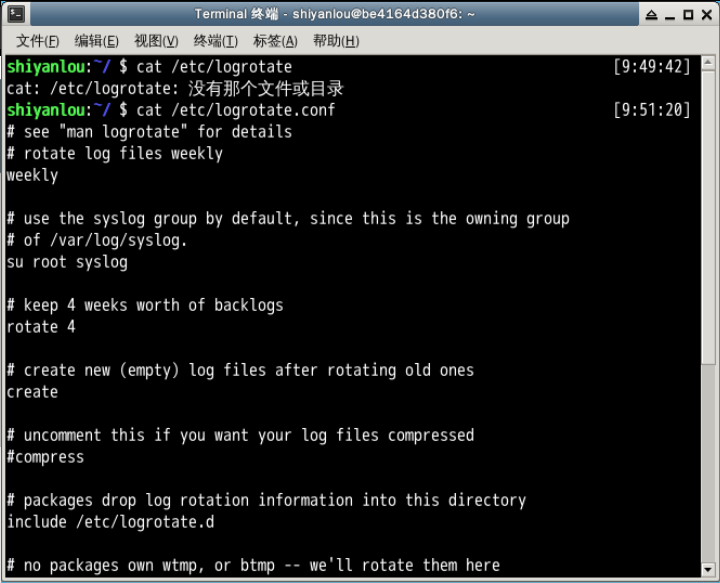 Terminal 终端 - shiyanlou@be4164d380f6: ~
文件(F) 编辑(E) 视图(V) 终端(T) 标签(A) 帮助(H)
shiyanlou:~/ $ cat /etc/logrotate [9:49:42]
cat: /etc/logrotate: 没有那个文件或目录
shiyanlou:~/ $ cat /etc/logrotate.conf [9:51:20]
# see "man logrotate" for details
# rotate log files weekly
weekly

# use the syslog group by default, since this is the owning group
# of /var/log/syslog.
su root syslog

# keep 4 weeks worth of backlogs
rotate 4

# create new (empty) log files after rotating old ones
create

# uncomment this if you want your log files compressed
#compress

# packages drop log rotation information into this directory
include /etc/logrotate.d

# no packages own wtmp, or btmp -- we'll rotate them here